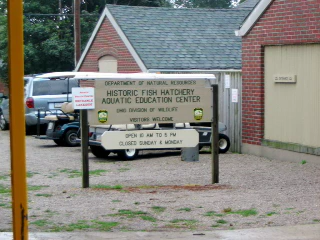 DEPARTMENT OF NATURAL RESOURCES
HISTORIC FISH HATCHERY
AQUATIC EDUCATION CENTER
OHIO DIVISION OF WILDLIFE
VISITORS WELCOME
OPEN 10 AM TO 5 PM
CLOSED SUNDAY & MONDAY